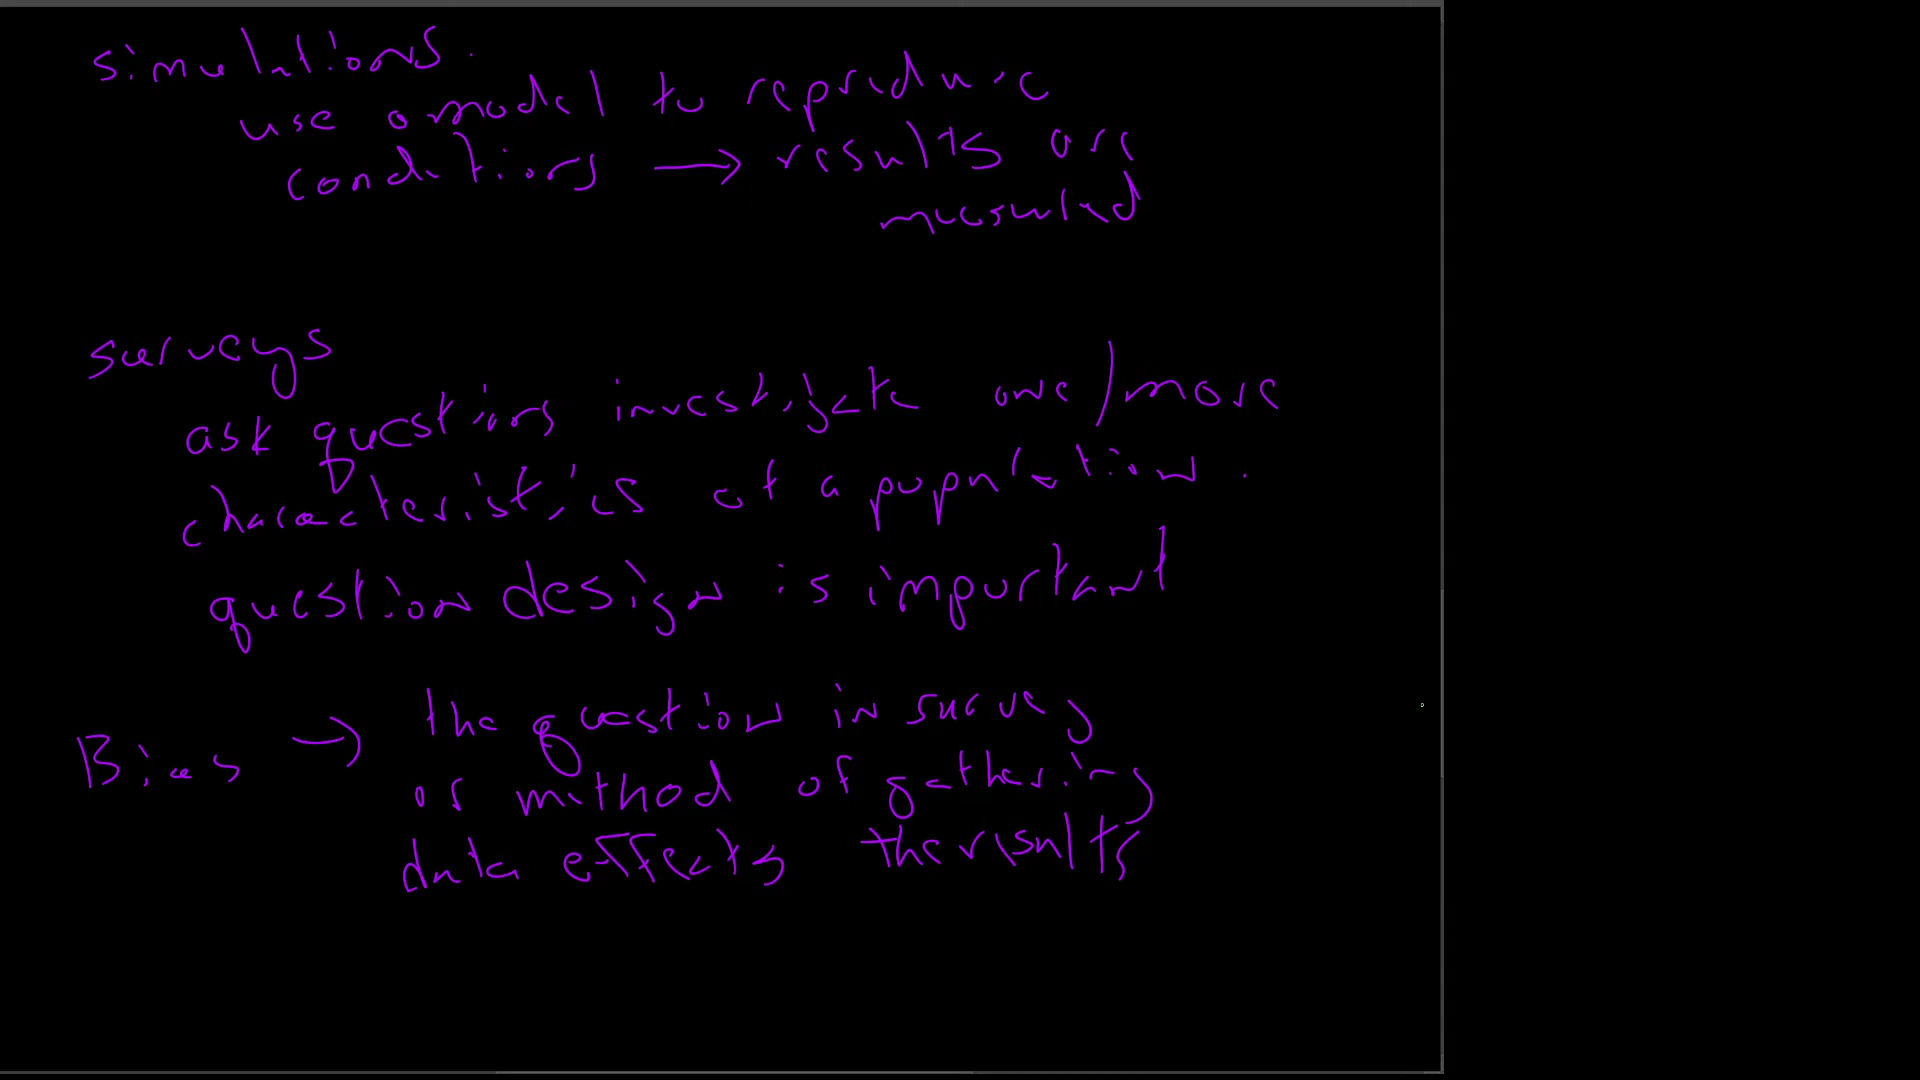 simulations.
use a model to reproduce
conditions → results are
measured
surveys
ask questions investigate one/more
characteristics of a population.
question design is important
Bias → the question in survey
or method of gathering
data effects the results